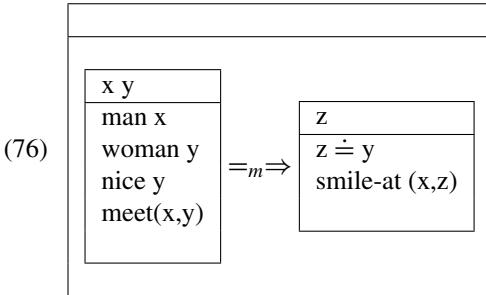 x y
man x
woman y
nice y
meet(x,y)
(76)
=m⇒
z
z ≐ y
smile-at (x,z)